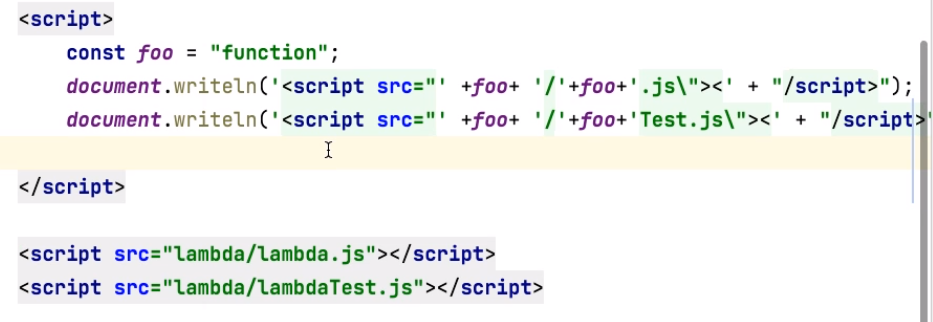 <script>
const foo = "function";
document.writeln('<script src="' +foo+ '/'+foo+'.js\"><' + "/script>");
document.writeln('<script src="' +foo+ '/'+foo+'Test.js\"><' + "/script>"
</script>
<script src="lambda/lambda.js"></script>
<script src="lambda/lambdaTest.js"></script>